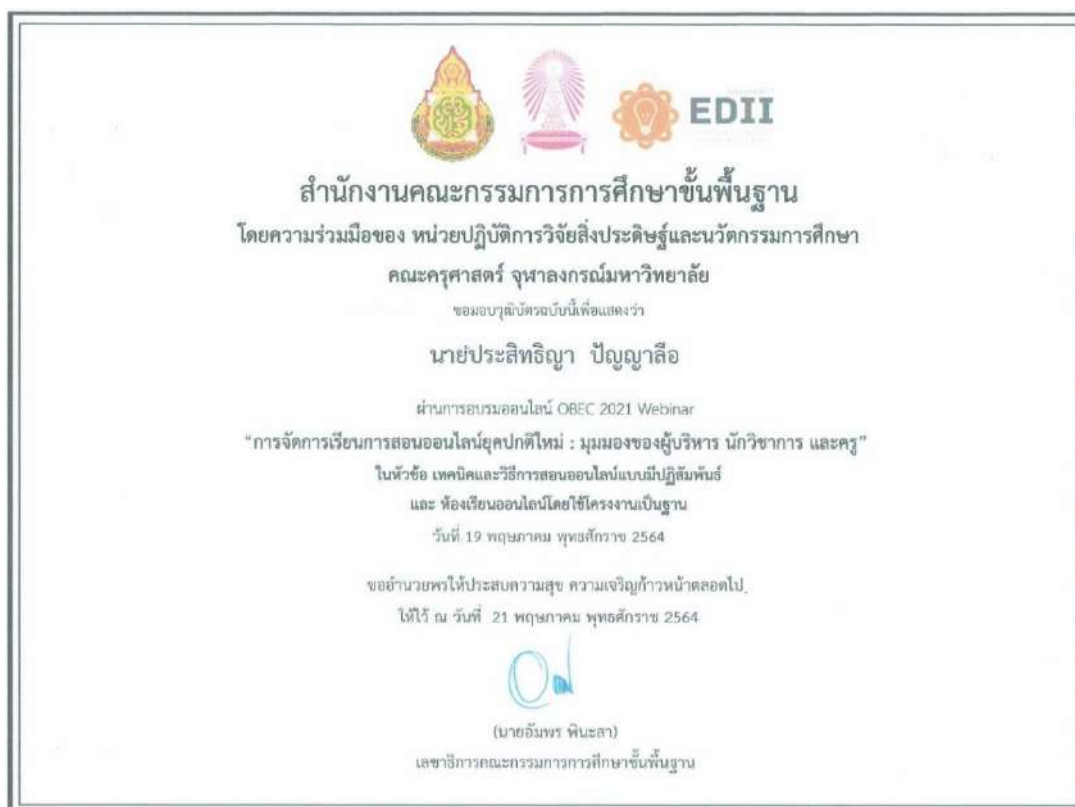 EDII
สำนักงานคณะกรรมการการศึกษาขั้นพื้นฐาน
โดยความร่วมมือของ หน่วยปฏิบัติการวิจัยสิ่งประดิษฐ์และนวัตกรรมการศึกษา
คณะครุศาสตร์ จุฬาลงกรณ์มหาวิทยาลัย
ขอมอบวุฒิบัตรฉบับนี้เพื่อแสดงว่า
นายประสิทธิญา ปัญญาลือ
ผ่านการอบรมออนไลน์ OBEC 2021 Webinar
“การจัดการเรียนการสอนออนไลน์ยุคปกติใหม่ : มุมมองของผู้บริหาร นักวิชาการ และครู”
ในหัวข้อ เทคนิคและวิธีการสอนออนไลน์แบบมีปฏิสัมพันธ์
และ ห้องเรียนออนไลน์โดยใช้โครงงานเป็นฐาน
วันที่ 19 พฤษภาคม พุทธศักราช 2564
ขออำนวยพรให้ประสบความสุข ความเจริญก้าวหน้าตลอดไป
ให้ไว้ ณ วันที่ 21 พฤษภาคม พุทธศักราช 2564
(นายอัมพร พินะสา)
เลขาธิการคณะกรรมการการศึกษาขั้นพื้นฐาน